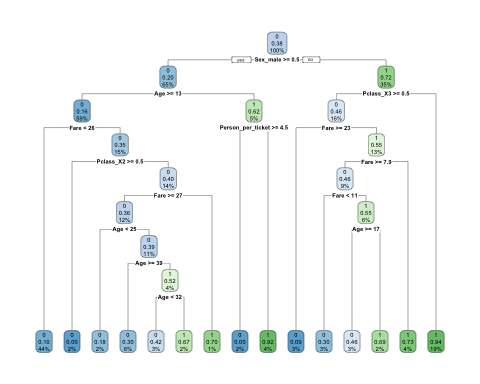 0
0.38
100%
yes Sex_male >= 0.5 no
0
0.20
65%
1
0.72
35%
Age >= 13
Pclass_X3 >= 0.5
0
0.16
59%
1
0.62
5%
0
0.46
16%
Fare < 26
Person_per_ticket >= 4.5
Fare >= 23
0
0.35
15%
1
0.55
13%
Pclass_X2 >= 0.5
Fare >= 7.9
0
0.40
14%
0
0.46
9%
Fare >= 27
Fare < 11
0
0.36
12%
1
0.55
6%
Age < 25
Age >= 17
0
0.39
11%
Age >= 39
1
0.52
4%
Age < 32
0 0 0 0 0 1 1 0 1 0 0 0 1 1 1
0.10 0.00 0.18 0.30 0.42 0.67 0.70 0.00 0.92 0.09 0.30 0.46 0.69 0.73 0.94
44% 2% 2% 6% 3% 2% 1% 2% 4% 3% 3% 3% 2% 4% 19%